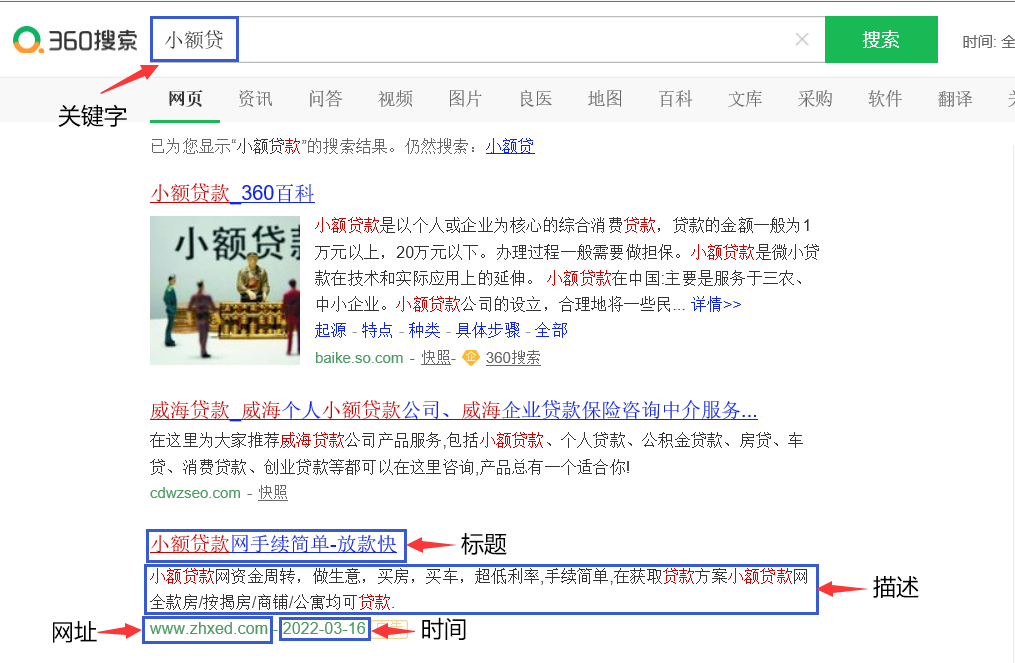 360搜索
小额贷
搜索
时间: 全
关键字
网页 资讯 问答 视频 图片 良医 地图 百科 文库 采购 软件 翻译
已为您显示“小额贷款”的搜索结果。仍然搜索：小额贷
小额贷款_360百科
小额贷款
小额贷款是以个人或企业为核心的综合消费贷款，贷款的金额一般为1
万元以上，20万元以下。办理过程一般需要做担保。小额贷款是微小贷
款在技术和实际应用上的延伸。 小额贷款在中国:主要是服务于三农、
中小企业。小额贷款公司的设立，合理地将一些民... 详情>>
起源 - 特点 - 种类 - 具体步骤 - 全部
baike.so.com - 快照- 企 360搜索
威海贷款_威海个人小额贷款公司、威海企业贷款保险咨询中介服务...
在这里为大家推荐威海贷款公司产品服务,包括小额贷款、个人贷款、公积金贷款、房贷、车
贷、消费贷款、创业贷款等都可以在这里咨询,产品总有一个适合你!
cdwzseo.com - 快照
小额贷款网手续简单-放款快
标题
小额贷款网资金周转，做生意，买房，买车，超低利率,手续简单,在获取贷款方案小额贷款网
全款房/按揭房/商铺/公寓均可贷款.
描述
网址
www.zhxed.com - 2022-03-16
时间